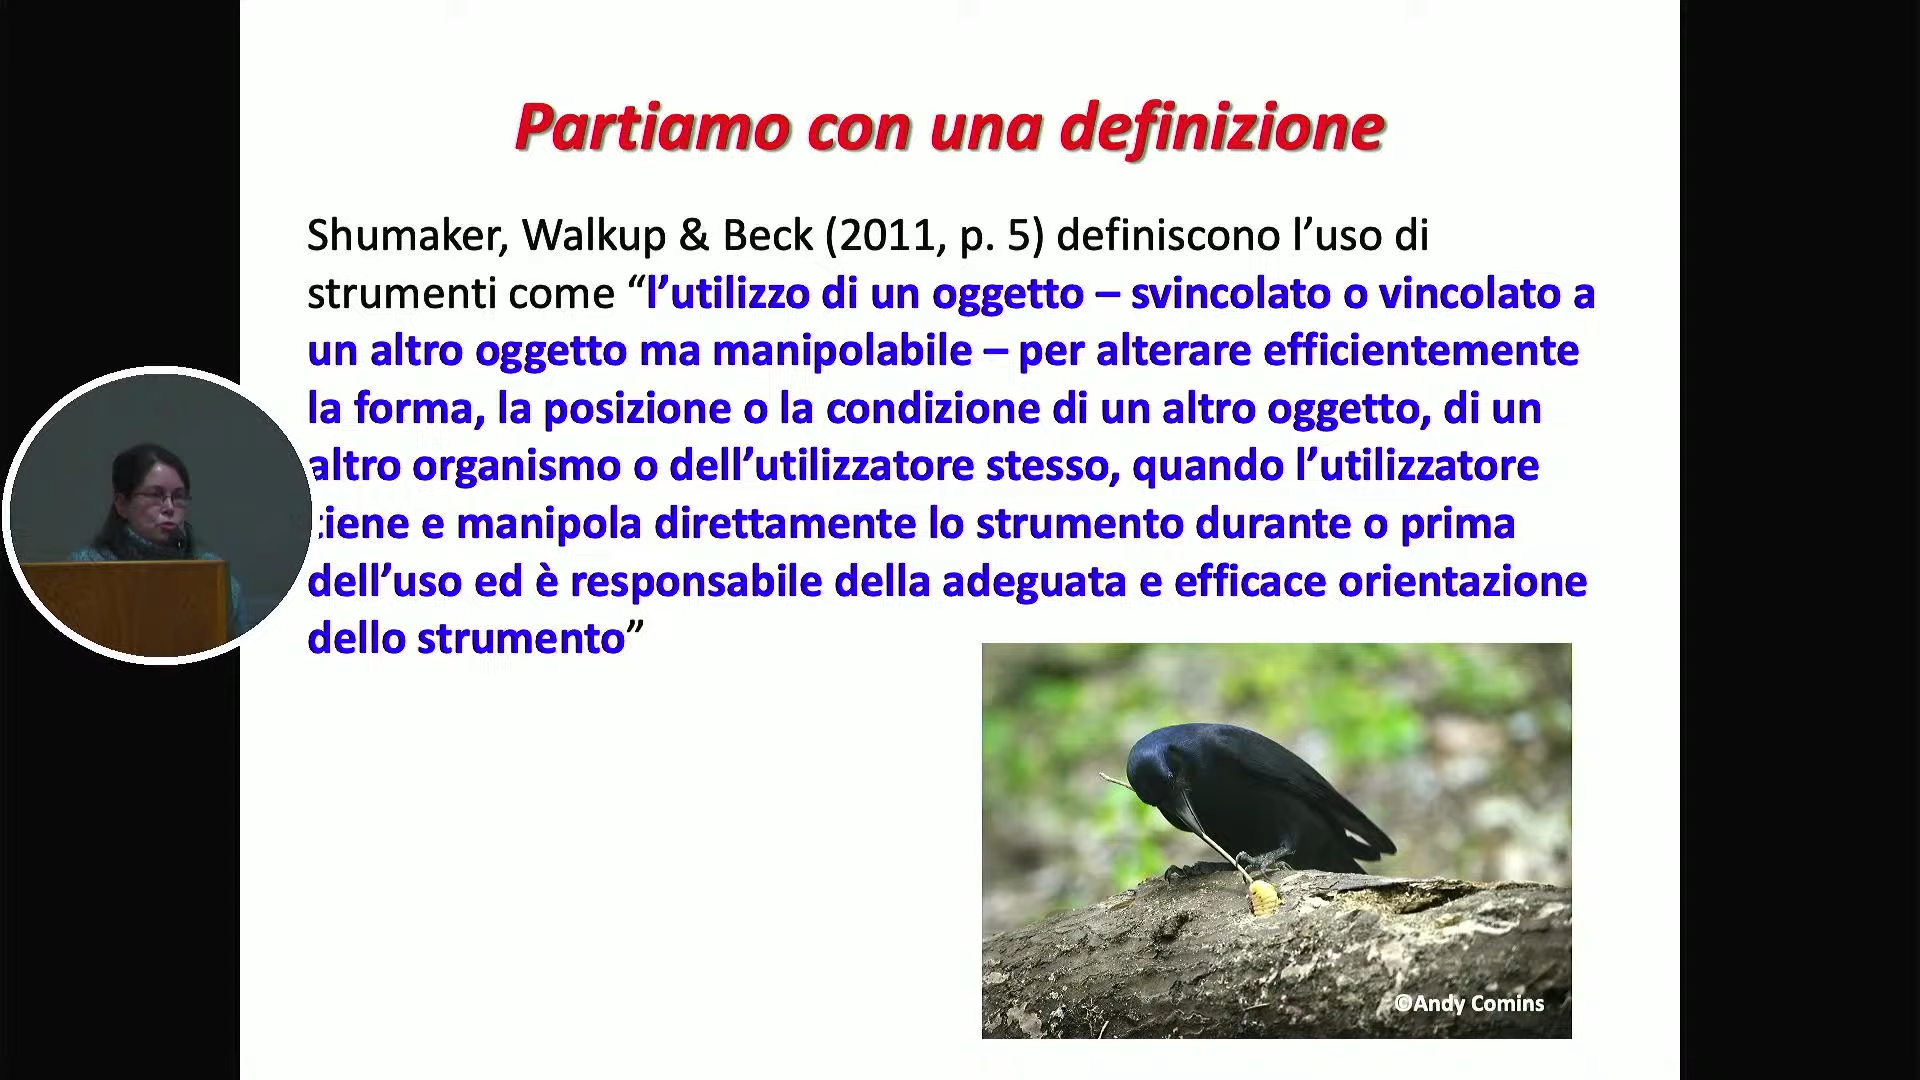 Partiamo con una definizione
Shumaker, Walkup & Beck (2011, p. 5) definiscono l’uso di
strumenti come “l’utilizzo di un oggetto – svincolato o vincolato a
un altro oggetto ma manipolabile – per alterare efficientemente
la forma, la posizione o la condizione di un altro oggetto, di un
altro organismo o dell’utilizzatore stesso, quando l’utilizzatore
tiene e manipola direttamente lo strumento durante o prima
dell’uso ed è responsabile della adeguata e efficace orientazione
dello strumento”
©Andy Comins